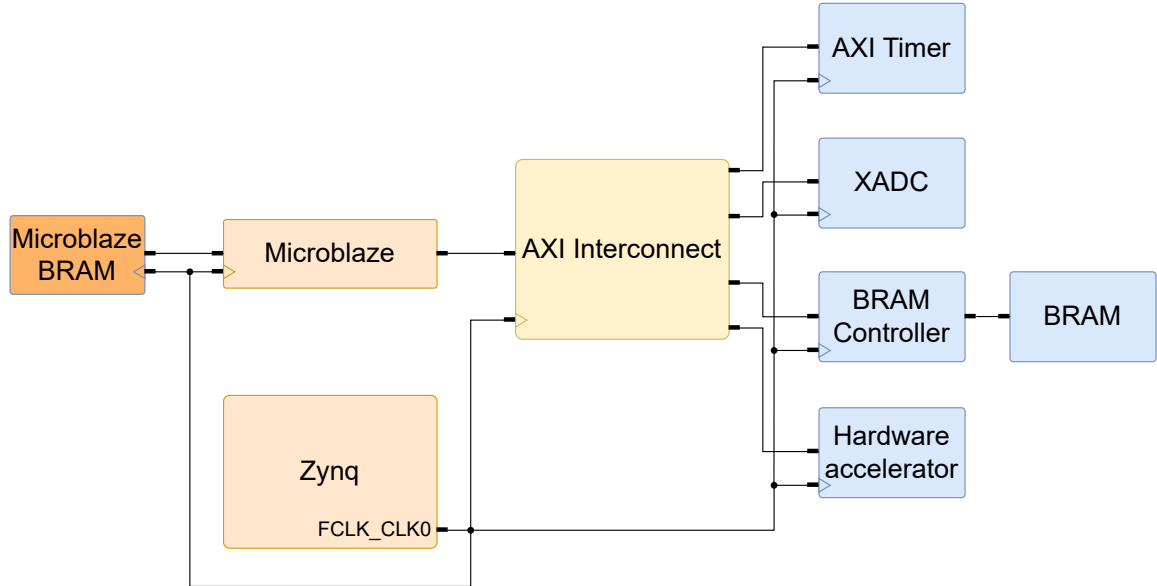 AXI Timer
XADC
Microblaze
BRAM
Microblaze
AXI Interconnect
BRAM
Controller
BRAM
Hardware
accelerator
Zynq
FCLK_CLK0